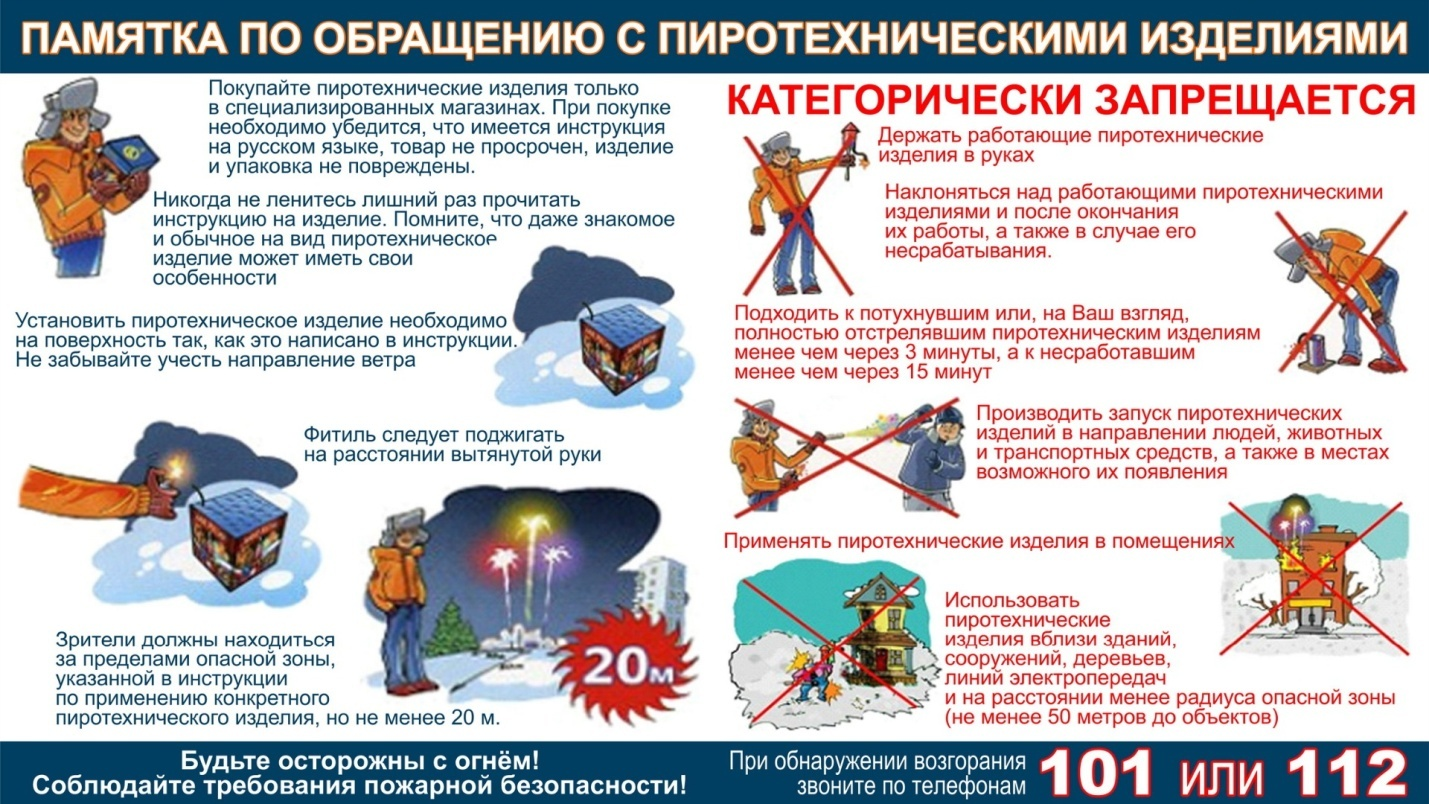 ПАМЯТКА ПО ОБРАЩЕНИЮ С ПИРОТЕХНИЧЕСКИМИ ИЗДЕЛИЯМИ
Покупайте пиротехнические изделия только
в специализированных магазинах. При покупке
необходимо убедится, что имеется инструкция
на русском языке, товар не просрочен, изделие
и упаковка не повреждены.
Никогда не ленитесь лишний раз прочитать
инструкцию на изделие. Помните, что даже знакомое
и обычное на вид пиротехническое
изделие может иметь свои
особенности
Установить пиротехническое изделие необходимо
на поверхность так, как это написано в инструкции.
Не забывайте учесть направление ветра
Фитиль следует поджигать
на расстоянии вытянутой руки
20м
Зрители должны находиться
за пределами опасной зоны,
указанной в инструкции
по применению конкретного
пиротехнического изделия, но не менее 20 м.
КАТЕГОРИЧЕСКИ ЗАПРЕЩАЕТСЯ
Держать работающие пиротехнические
изделия в руках
Наклоняться над работающими пиротехническими
изделиями и после окончания
их работы, а также в случае его
несрабатывания.
Подходить к потухнувшим или, на Ваш взгляд,
полностью отстрелявшим пиротехническим изделиям
менее чем через 3 минуты, а к несработавшим
менее чем через 15 минут
Производить запуск пиротехнических
изделий в направлении людей, животных
и транспортных средств, а также в местах
возможного их появления
Применять пиротехнические изделия в помещениях
Использовать
пиротехнические
изделия вблизи зданий,
сооружений, деревьев,
линий электропередач
и на расстоянии менее радиуса опасной зоны
(не менее 50 метров до объектов)
Будьте осторожны с огнём!
Соблюдайте требования пожарной безопасности!
При обнаружении возгорания
звоните по телефонам
101 ИЛИ 112